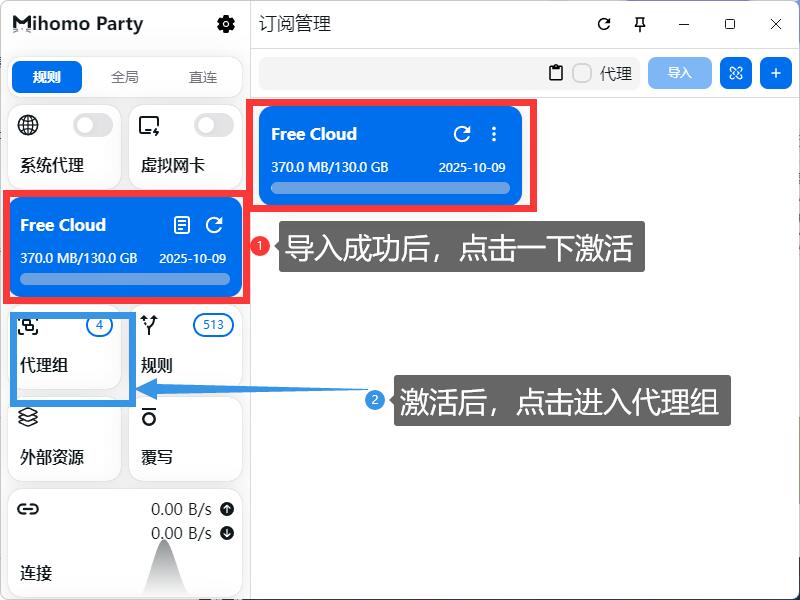 Mihomo Party
订阅管理
规则
全局
直连
代理
导入
系统代理
虚拟网卡
Free Cloud
370.0 MB/130.0 GB
2025-10-09
Free Cloud
370.0 MB/130.0 GB
2025-10-09
1
导入成功后，点击一下激活
4
代理组
513
规则
2
激活后，点击进入代理组
外部资源
覆写
0.00 B/s
0.00 B/s
连接